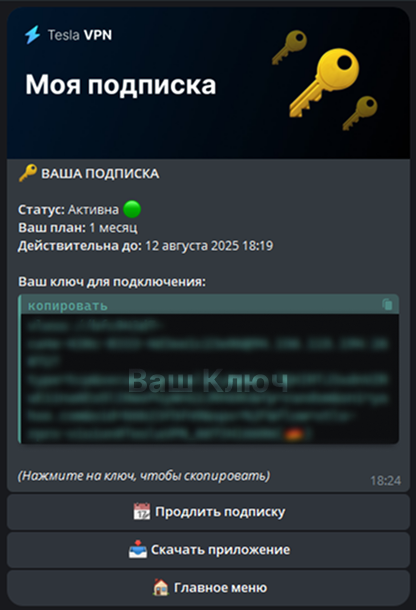 Tesla VPN
Моя подписка
ВАША ПОДПИСКА
Статус: Активна
Ваш план: 1 месяц
Действительна до: 12 августа 2025 18:19
Ваш ключ для подключения:
копировать
Ваш Ключ
(Нажмите на ключ, чтобы скопировать)
18:24
Продлить подписку
Скачать приложение
Главное меню